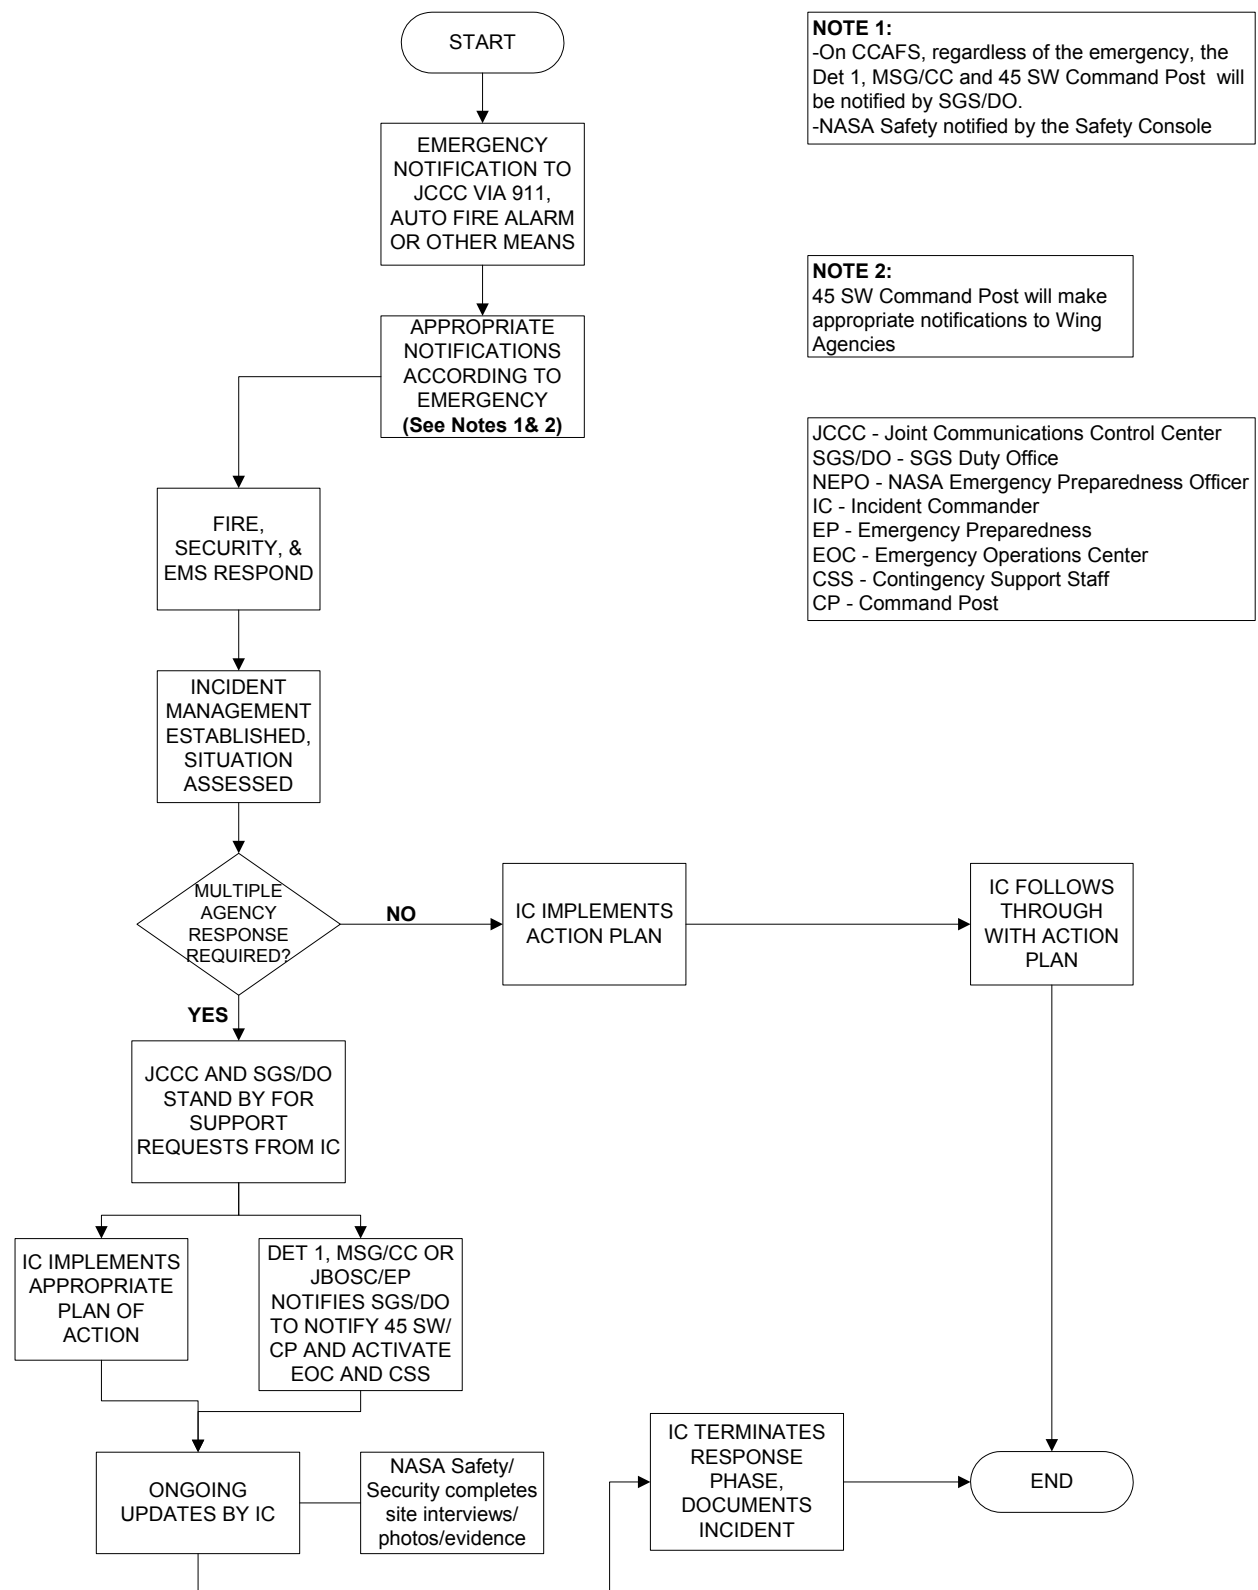 START
NOTE 1:
-On CCAFS, regardless of the emergency, the
Det 1, MSG/CC and 45 SW Command Post will
be notified by SGS/DO.
-NASA Safety notified by the Safety Console
EMERGENCY
NOTIFICATION TO
JCCC VIA 911,
AUTO FIRE ALARM
OR OTHER MEANS
NOTE 2:
45 SW Command Post will make
appropriate notifications to Wing
Agencies
APPROPRIATE
NOTIFICATIONS
ACCORDING TO
EMERGENCY
(See Notes 1& 2)
JCCC - Joint Communications Control Center
SGS/DO - SGS Duty Office
NEPO - NASA Emergency Preparedness Officer
IC - Incident Commander
EP - Emergency Preparedness
EOC - Emergency Operations Center
CSS - Contingency Support Staff
CP - Command Post
FIRE,
SECURITY, &
EMS RESPOND
INCIDENT
MANAGEMENT
ESTABLISHED,
SITUATION
ASSESSED
MULTIPLE
AGENCY
RESPONSE
REQUIRED?
NO
IC IMPLEMENTS
ACTION PLAN
IC FOLLOWS
THROUGH
WITH ACTION
PLAN
YES
JCCC AND SGS/DO
STAND BY FOR
SUPPORT
REQUESTS FROM IC
IC IMPLEMENTS
APPROPRIATE
PLAN OF
ACTION
DET 1, MSG/CC OR
JBOSC/EP
NOTIFIES SGS/DO
TO NOTIFY 45 SW/
CP AND ACTIVATE
EOC AND CSS
ONGOING
UPDATES BY IC
NASA Safety/
Security completes
site interviews/
photos/evidence
IC TERMINATES
RESPONSE
PHASE,
DOCUMENTS
INCIDENT
END